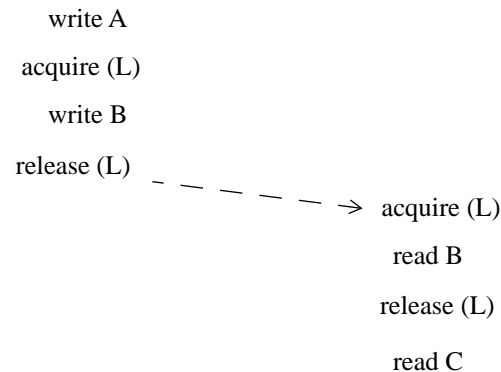 write A
acquire (L)
write B
release (L)
acquire (L)
read B
release (L)
read C